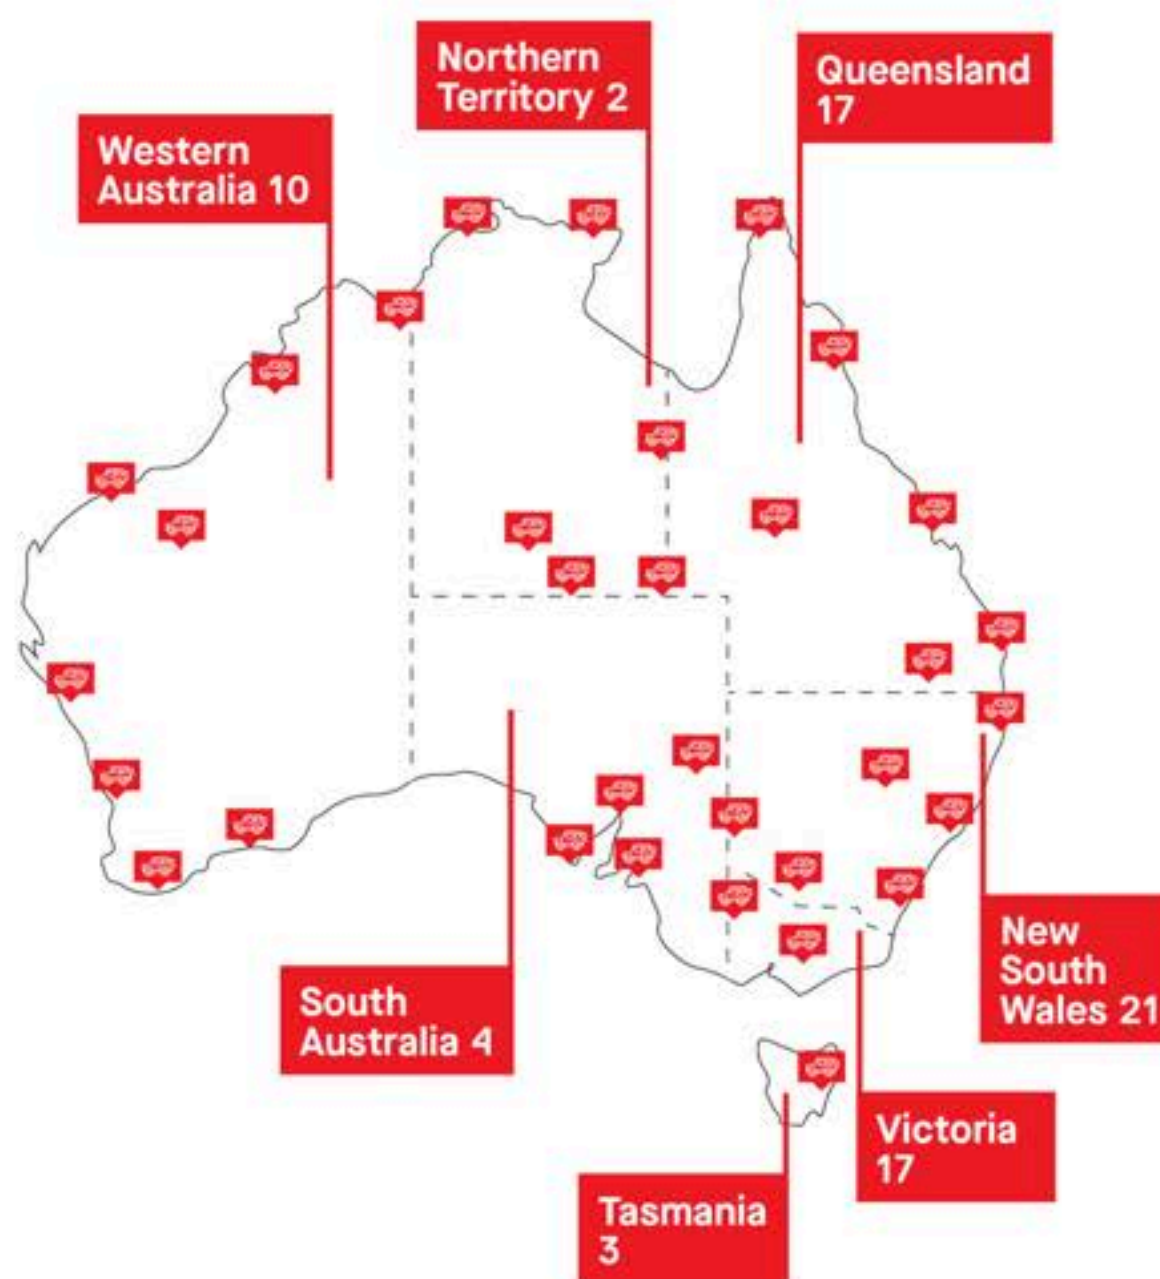 Northern
Territory 2
Queensland
17
Western
Australia 10
New
South
Wales 21
South
Australia 4
Victoria
17
Tasmania
3